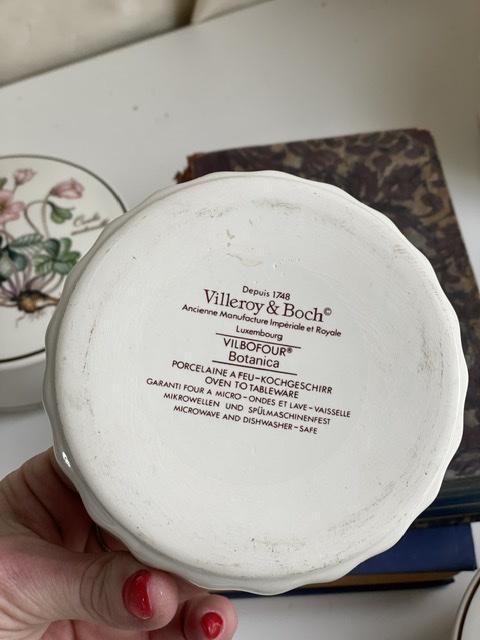 Depuis 1748
Villeroy & Boch©
Ancienne Manufacture Impériale et Royale
Luxembourg
VILBOFOUR®
Botanica
PORCELAINE A FEU-KOCHGESCHIRR
OVEN TO TABLEWARE
GARANTI FOUR A MICRO-ONDES ET LAVE-VAISSELLE
MIKROWELLEN UND SPÜLMASCHINENFEST
MICROWAVE AND DISHWASHER-SAFE